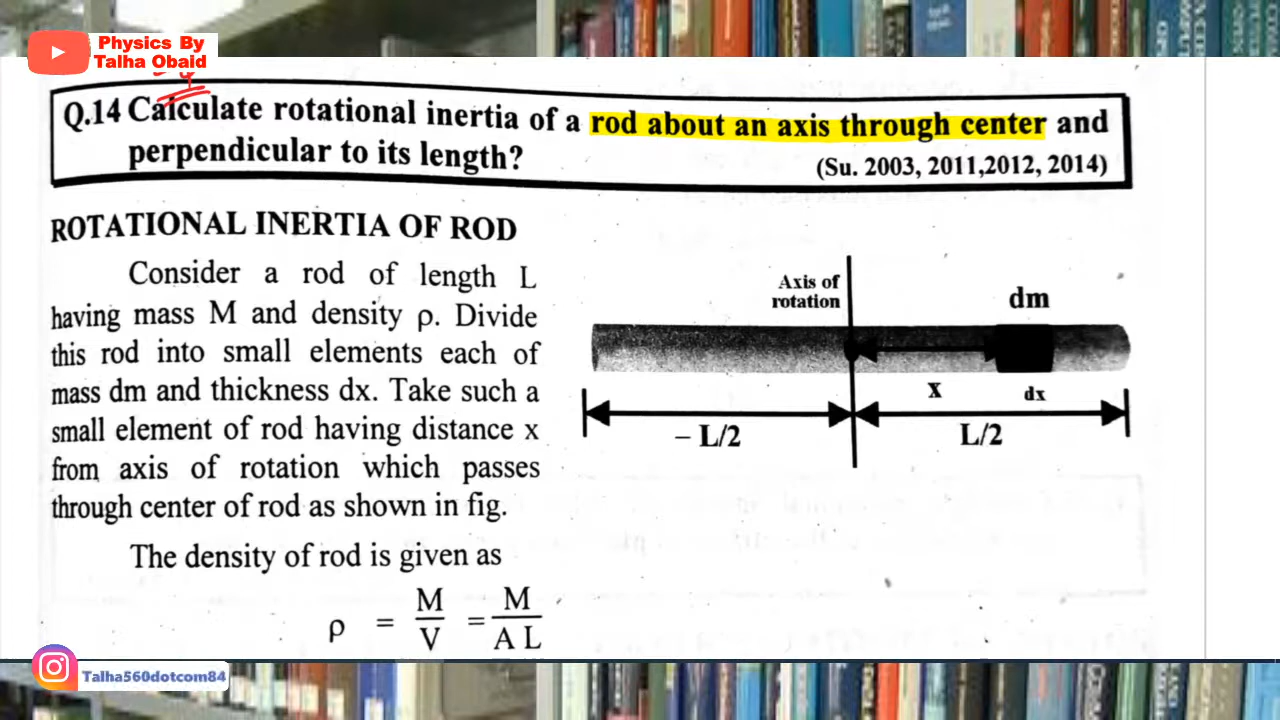 Physics By
Talha Obaid
Q.14 Calculate rotational inertia of a rod about an axis through center and
perpendicular to its length?
(Su. 2003, 2011,2012, 2014)
ROTATIONAL INERTIA OF ROD
Consider a rod of length L
having mass M and density ρ. Divide
this rod into small elements each of
mass dm and thickness dx. Take such a
small element of rod having distance x
from axis of rotation which passes
through center of rod as shown in fig.
The density of rod is given as
ρ = M/V = M/A L
Axis of
rotation
dm
x
dx
– L/2
L/2
Talha560dotcom84